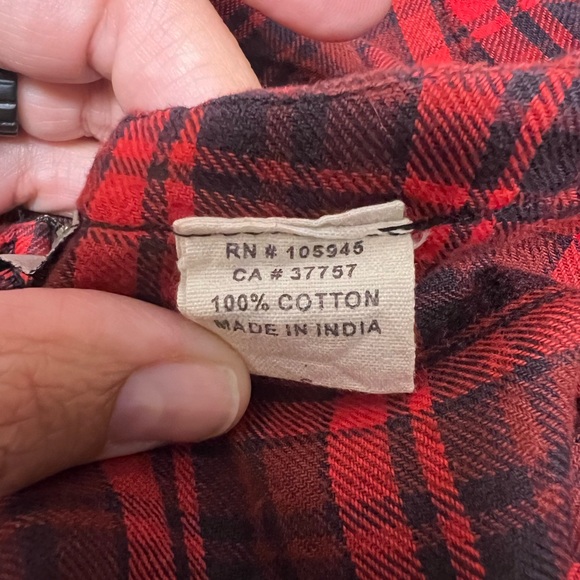 RN # 105945
CA # 37757
100% COTTON
MADE IN INDIA